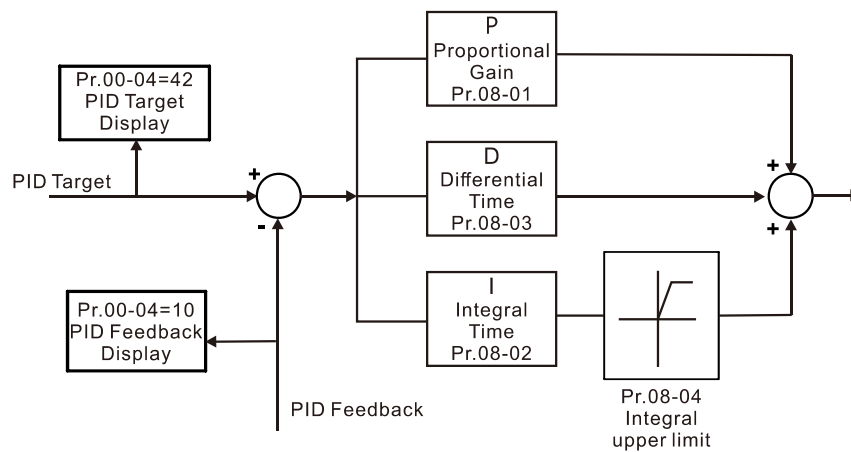 P
Proportional
Gain
Pr.08-01
Pr.00-04=42
PID Target
Display
PID Target
+
-
D
Differential
Time
Pr.08-03
+
+
I
Integral
Time
Pr.08-02
Pr.00-04=10
PID Feedback
Display
PID Feedback
Pr.08-04
Integral
upper limit